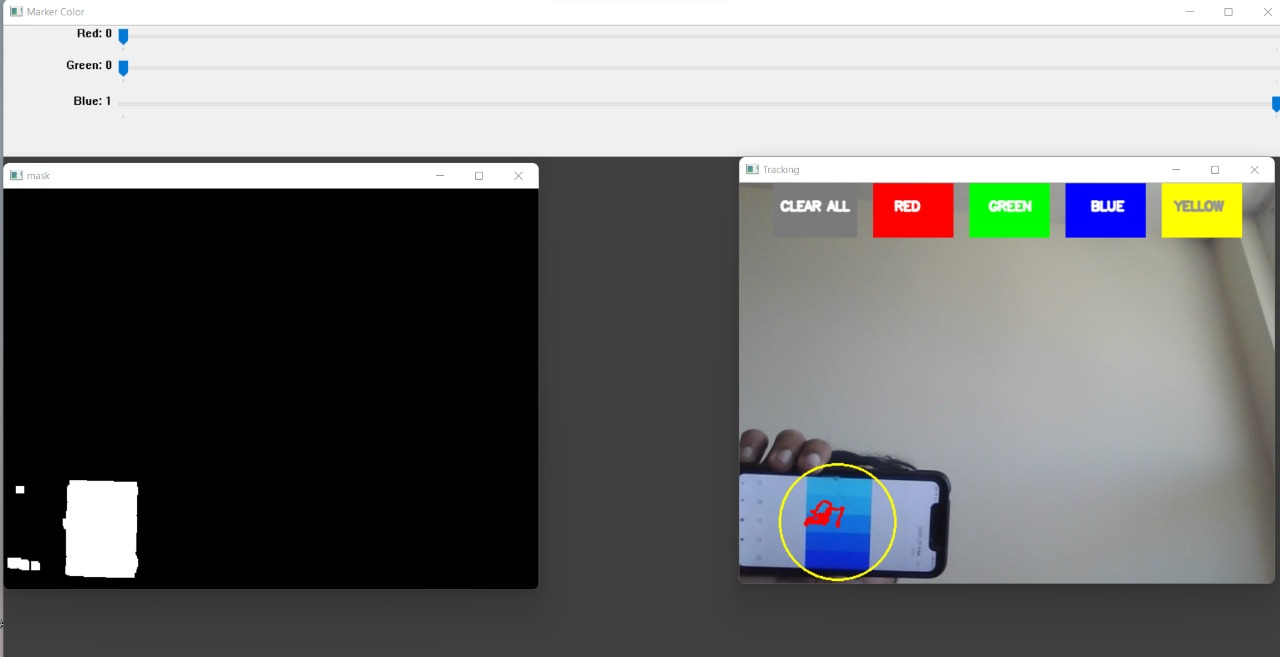 Marker Color
Red: 0
Green: 0
Blue: 1
mask
Tracking
CLEAR ALL
RED
GREEN
BLUE
YELLOW